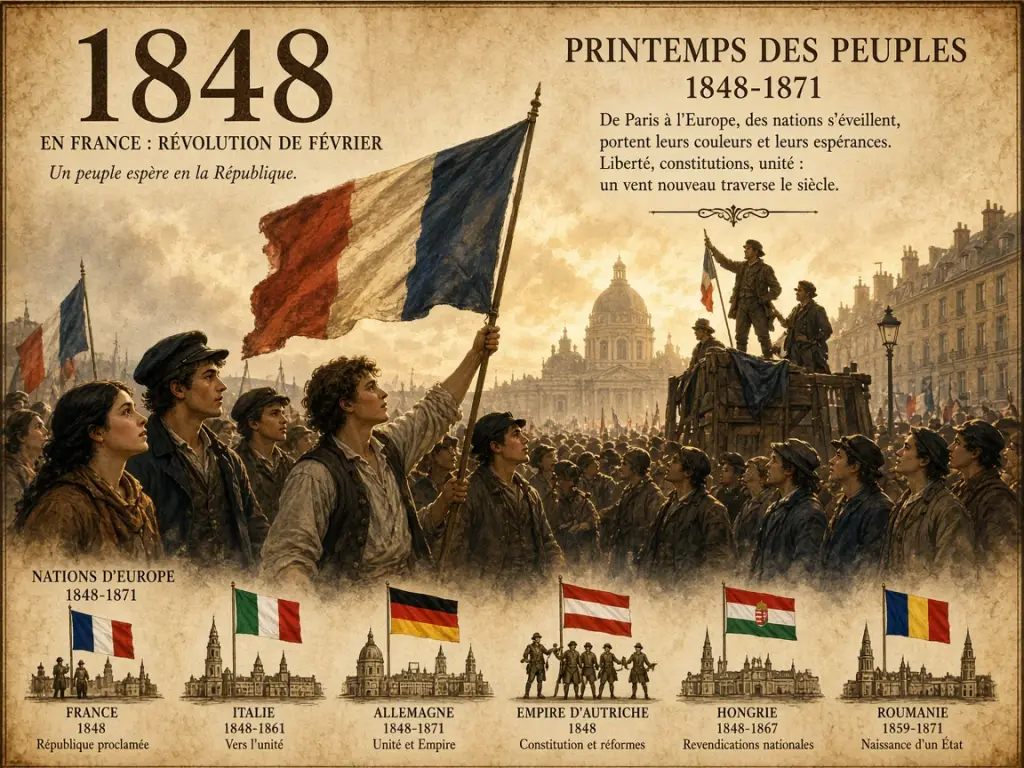 1848
EN FRANCE : RÉVOLUTION DE FÉVRIER
Un peuple espère en la République.
PRINTEMPS DES PEUPLES
1848-1871
De Paris à l'Europe, des nations s'éveillent,
portent leurs couleurs et leurs espérances.
Liberté, constitutions, unité :
un vent nouveau traverse le siècle.
NATIONS D'EUROPE
1848-1871
FRANCE
1848
République proclamée
ITALIE
1848-1861
Vers l'unité
ALLEMAGNE
1848-1871
Unité et Empire
EMPIRE D'AUTRICHE
1848
Constitution et réformes
HONGRIE
1848-1867
Revendications nationales
ROUMANIE
1859-1871
Naissance d'un État